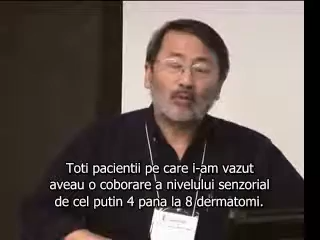 Toti pacientii pe care i-am vazut
aveau o coborare a nivelului senzorial
de cel putin 4 pana la 8 dermatomi.